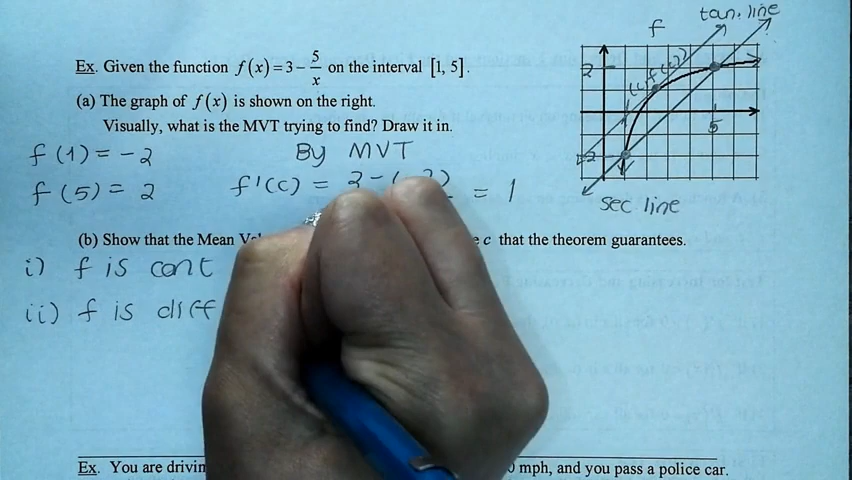 Ex. Given the function f(x) = 3 - 5/x on the interval [1, 5].
(a) The graph of f(x) is shown on the right.
Visually, what is the MVT trying to find? Draw it in.
f(1) = -2
By MVT
f(5) = 2
f'(c) = = 1
f
tan. line
(c, f(c))
2
5
-2
sec. line
(b) Show that the Mean c that the theorem guarantees.
i) f is cont
ii) f is diff
Ex. You are mph, and you pass a police car.